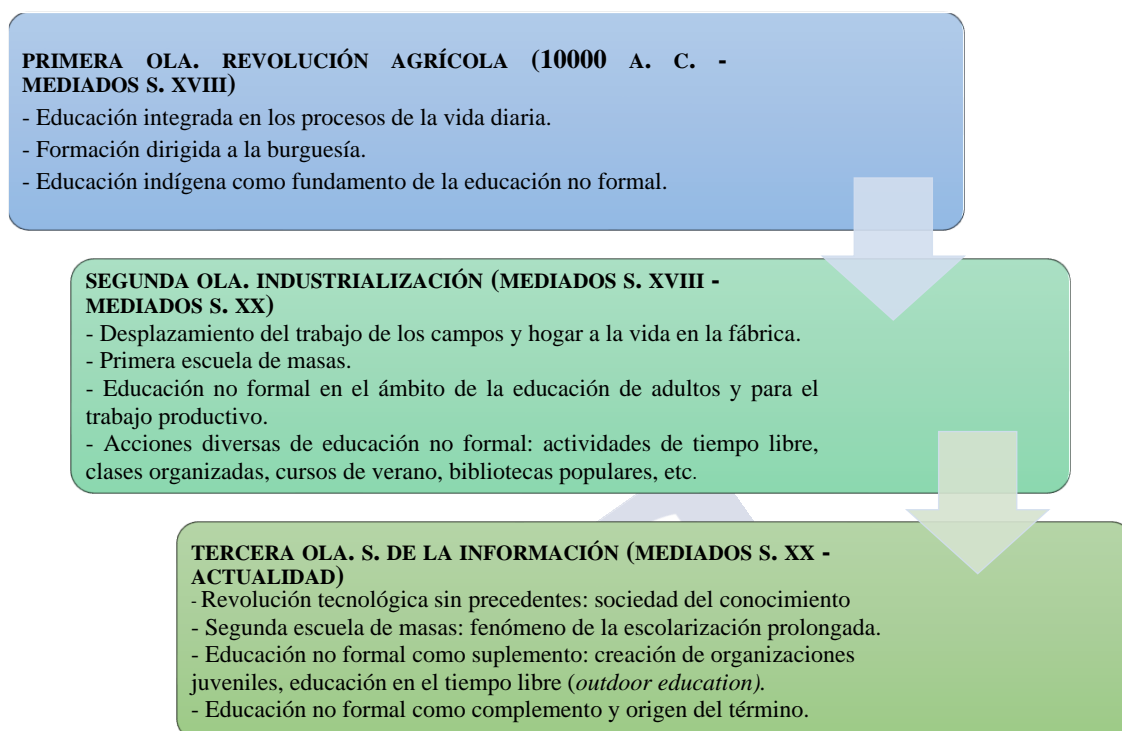 PRIMERA OLA. REVOLUCIÓN AGRÍCOLA (10000 A. C. -
MEDIADOS S. XVIII)
- Educación integrada en los procesos de la vida diaria.
- Formación dirigida a la burguesía.
- Educación indígena como fundamento de la educación no formal.
SEGUNDA OLA. INDUSTRIALIZACIÓN (MEDIADOS S. XVIII -
MEDIADOS S. XX)
- Desplazamiento del trabajo de los campos y hogar a la vida en la fábrica.
- Primera escuela de masas.
- Educación no formal en el ámbito de la educación de adultos y para el
trabajo productivo.
- Acciones diversas de educación no formal: actividades de tiempo libre,
clases organizadas, cursos de verano, bibliotecas populares, etc.
TERCERA OLA. S. DE LA INFORMACIÓN (MEDIADOS S. XX -
ACTUALIDAD)
- Revolución tecnológica sin precedentes: sociedad del conocimiento
- Segunda escuela de masas: fenómeno de la escolarización prolongada.
- Educación no formal como suplemento: creación de organizaciones
juveniles, educación en el tiempo libre (outdoor education).
- Educación no formal como complemento y origen del término.